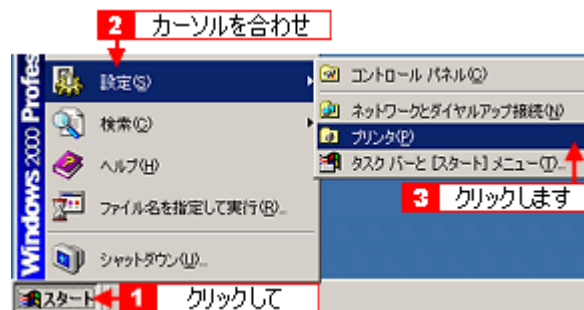 2 カーソルを合わせ
設定(S)
検索(C)
ヘルプ(H)
ファイル名を指定して実行(R)...
シャットダウン(U)...
Windows 2000 Profes
コントロール パネル(C)
ネットワークとダイヤルアップ接続(N)
プリンタ(P)
タスク バーと [スタート] メニュー(T)...
3 クリックします
スタート
1 クリックして